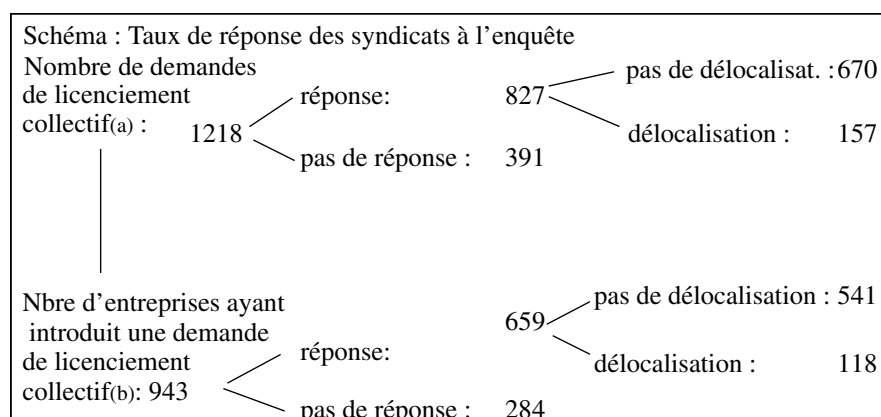 Schéma : Taux de réponse des syndicats à l'enquête
Nombre de demandes
de licenciement
collectif(a) :
1218
réponse:
827
pas de délocalisat. :670
délocalisation : 157
pas de réponse : 391
Nbre d'entreprises ayant
introduit une demande
de licenciement
collectif(b): 943
réponse:
659
pas de délocalisation : 541
délocalisation : 118
pas de réponse : 284